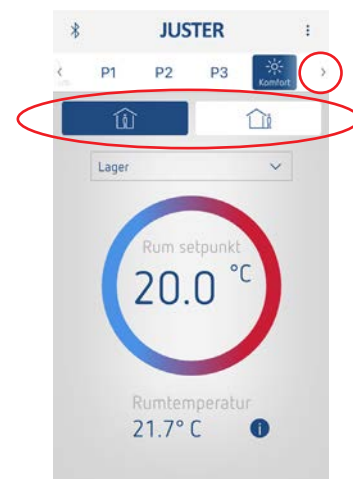 JUSTER
P1 P2 P3 Komfort
Lager
Rum setpunkt
20.0 °C
Rumtemperatur
21.7° C